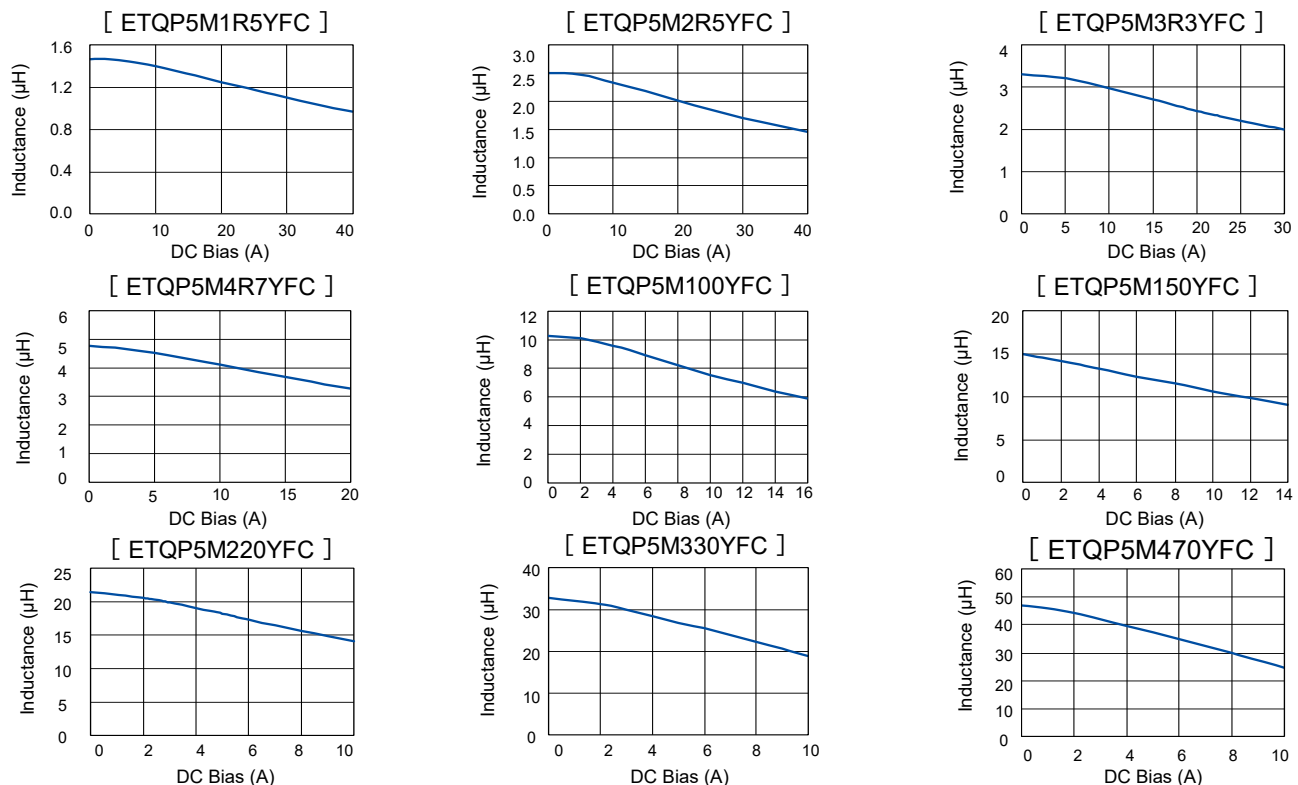 [ ETQP5M1R5YFC ]
Inductance (μH)
1.6
1.2
0.8
0.4
0.0
0 10 20 30 40
DC Bias (A)
[ ETQP5M2R5YFC ]
Inductance (μH)
3.0
2.5
2.0
1.5
1.0
0.5
0.0
0 10 20 30 40
DC Bias (A)
[ ETQP5M3R3YFC ]
Inductance (μH)
4
3
2
1
0
0 5 10 15 20 25 30
DC Bias (A)
[ ETQP5M4R7YFC ]
Inductance (μH)
6
5
4
3
2
1
0
0 5 10 15 20
DC Bias (A)
[ ETQP5M100YFC ]
Inductance (μH)
12
10
8
6
4
2
0
0 2 4 6 8 10 12 14 16
DC Bias (A)
[ ETQP5M150YFC ]
Inductance (μH)
20
15
10
5
0
0 2 4 6 8 10 12 14
DC Bias (A)
[ ETQP5M220YFC ]
Inductance (μH)
25
20
15
10
5
0
0 2 4 6 8 10
DC Bias (A)
[ ETQP5M330YFC ]
Inductance (μH)
40
30
20
10
0
0 2 4 6 8 10
DC Bias (A)
[ ETQP5M470YFC ]
Inductance (μH)
60
50
40
30
20
10
0
0 2 4 6 8 10
DC Bias (A)